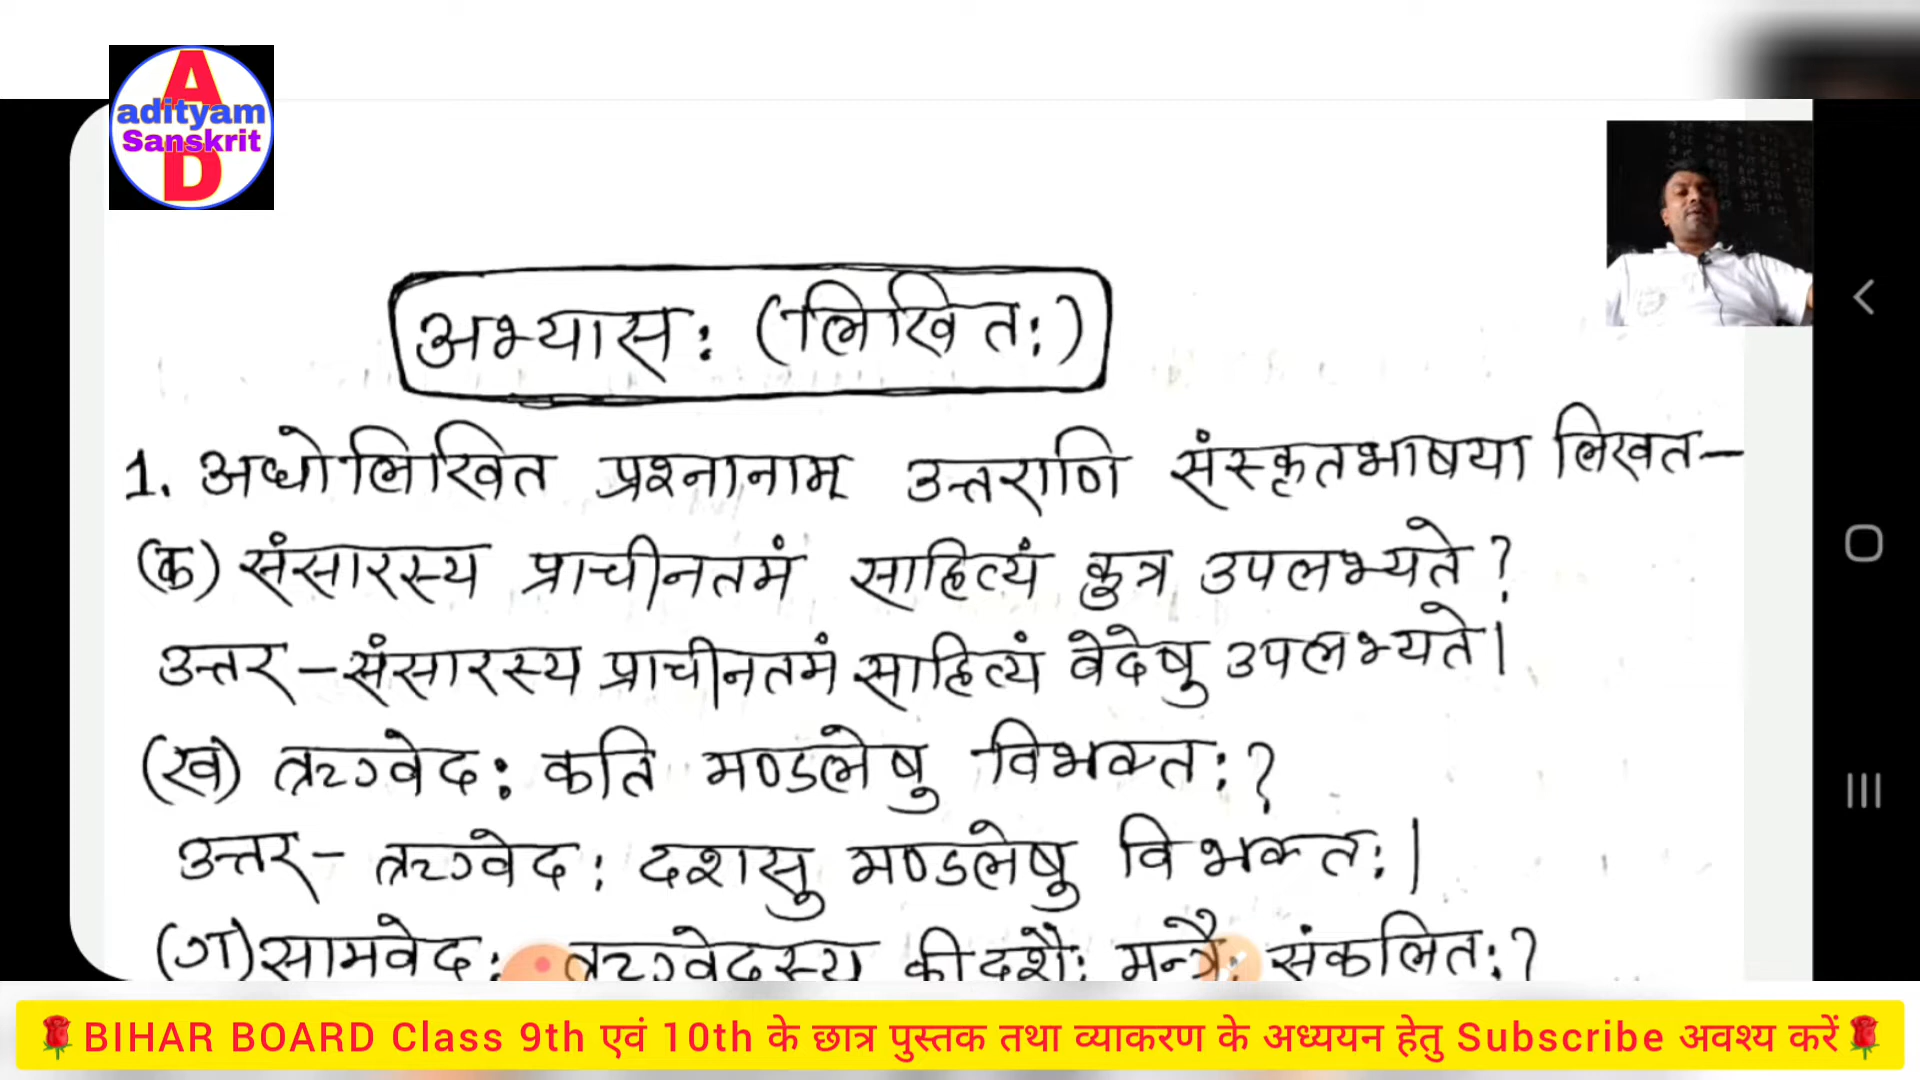 A
adityam
Sanskrit
D
अभ्यासः (लिखितः)
1. अधोलिखित प्रश्नानाम् उत्तराणि संस्कृतभाषया लिखत-
(क) संसारस्य प्राचीनतमं साहित्यं कुत्र उपलभ्यते?
उत्तर - संसारस्य प्राचीनतमं साहित्यं वेदेषु उपलभ्यते।
(ख) ऋग्वेदः कति मण्डलेषु विभक्तः?
उत्तर - ऋग्वेदः दशसु मण्डलेषु विभक्तः।
(ग) सामवेदः ऋग्वेदस्य कीदृशैः मन्त्रैः संकलितः?
🌹BIHAR BOARD Class 9th एवं 10th के छात्र पुस्तक तथा व्याकरण के अध्ययन हेतु Subscribe अवश्य करें🌹